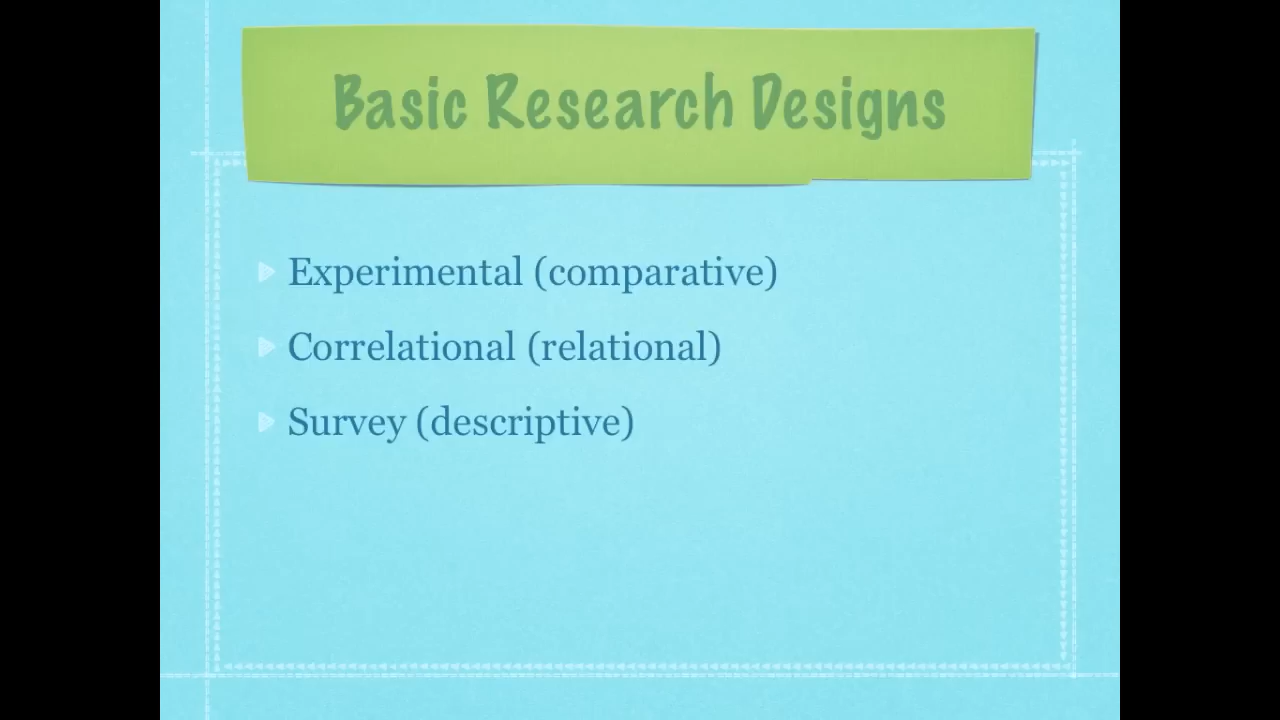 Basic Research Designs
Experimental (comparative)
Correlational (relational)
Survey (descriptive)